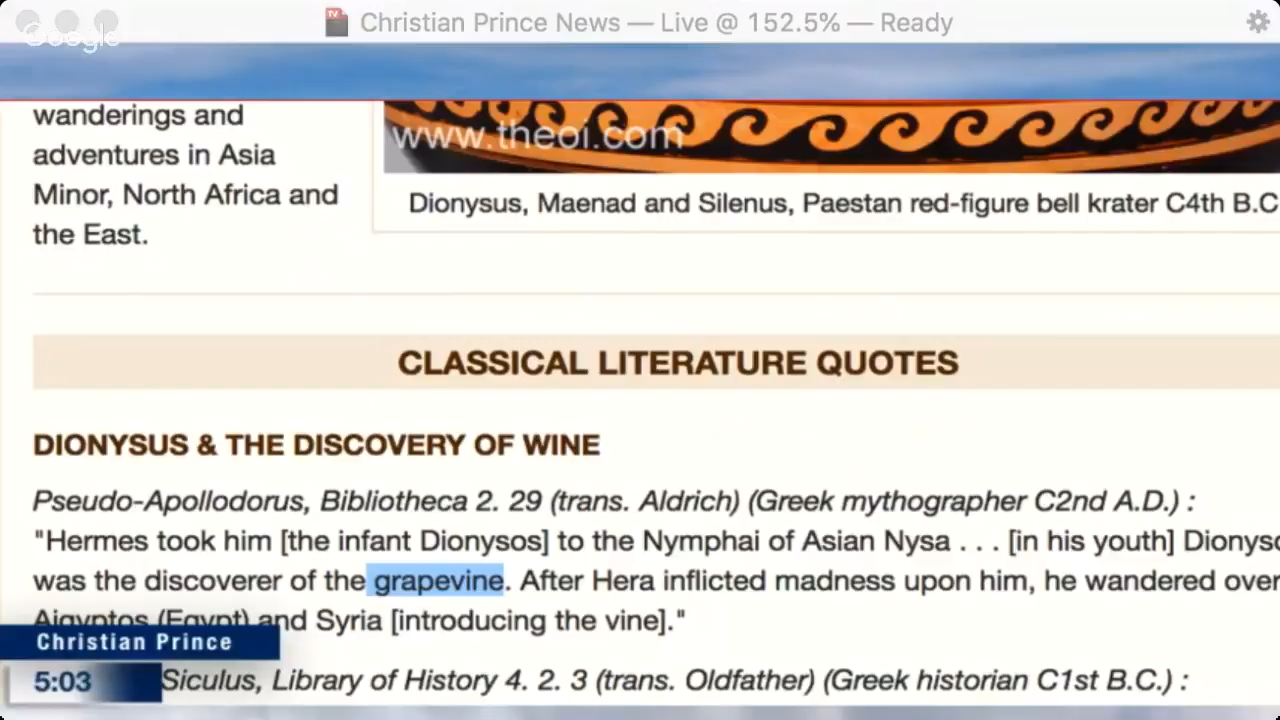 Christian Prince News — Live @ 152.5% — Ready
Google
wanderings and
adventures in Asia
Minor, North Africa and
the East.
www.theoi.com
Dionysus, Maenad and Silenus, Paestan red-figure bell krater C4th B.C
CLASSICAL LITERATURE QUOTES
DIONYSUS & THE DISCOVERY OF WINE
Pseudo-Apollodorus, Bibliotheca 2. 29 (trans. Aldrich) (Greek mythographer C2nd A.D.) :
"Hermes took him [the infant Dionysos] to the Nymphai of Asian Nysa . . . [in his youth] Dionyso
was the discoverer of the grapevine. After Hera inflicted madness upon him, he wandered over
Aigyptos (Egypt) and Syria [introducing the vine]."
Christian Prince
5:03
Siculus, Library of History 4. 2. 3 (trans. Oldfather) (Greek historian C1st B.C.) :